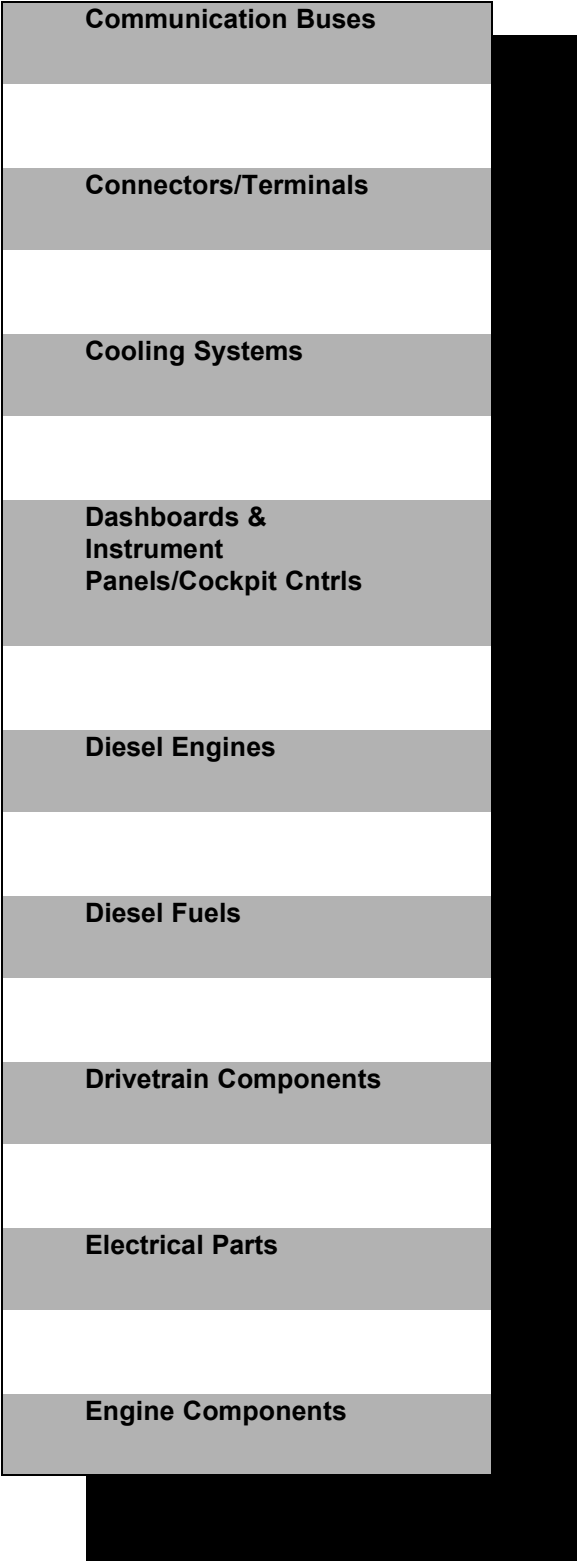 Communication Buses
Connectors/Terminals
Cooling Systems
Dashboards &
Instrument
Panels/Cockpit Cntrls
Diesel Engines
Diesel Fuels
Drivetrain Components
Electrical Parts
Engine Components